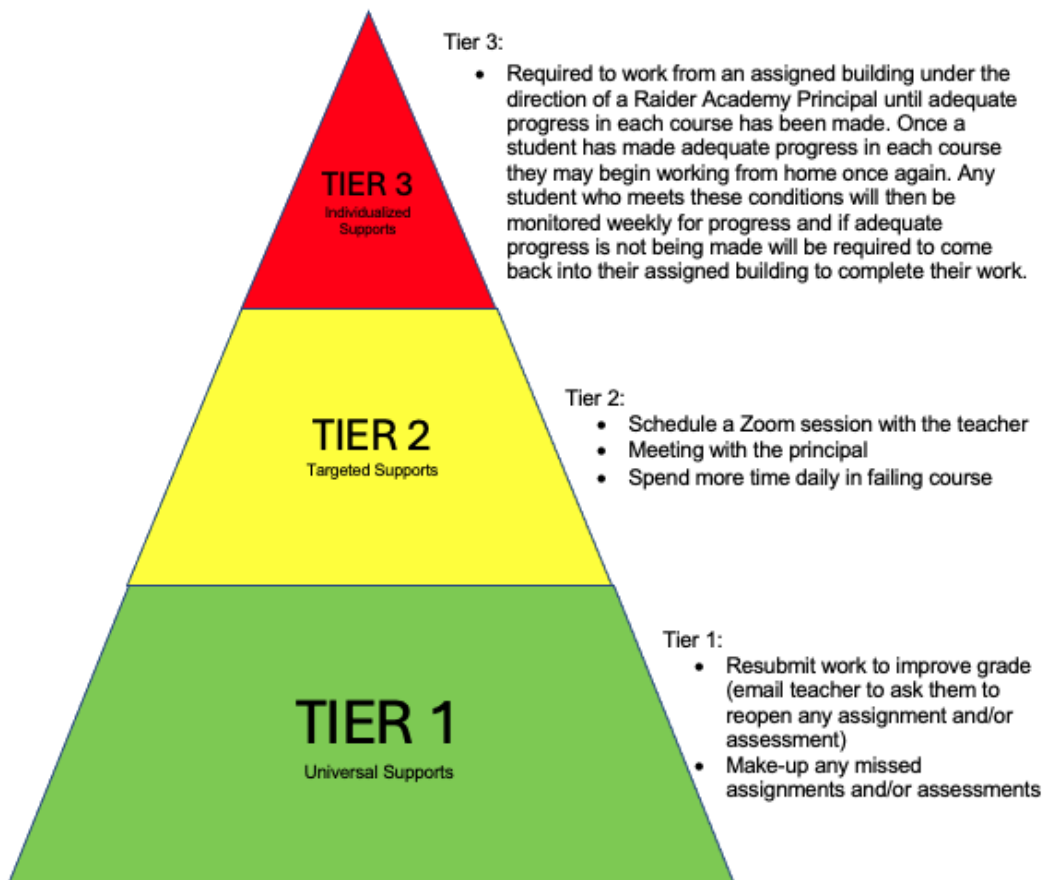 Tier 3:
• Required to work from an assigned building under the
direction of a Raider Academy Principal until adequate
progress in each course has been made. Once a
student has made adequate progress in each course
they may begin working from home once again. Any
student who meets these conditions will then be
monitored weekly for progress and if adequate
progress is not being made will be required to come
back into their assigned building to complete their work.
TIER 3
Individualized
Supports
Tier 2:
• Schedule a Zoom session with the teacher
• Meeting with the principal
• Spend more time daily in failing course
TIER 2
Targeted Supports
Tier 1:
• Resubmit work to improve grade
(email teacher to ask them to
reopen any assignment and/or
assessment)
• Make-up any missed
assignments and/or assessments
TIER 1
Universal Supports